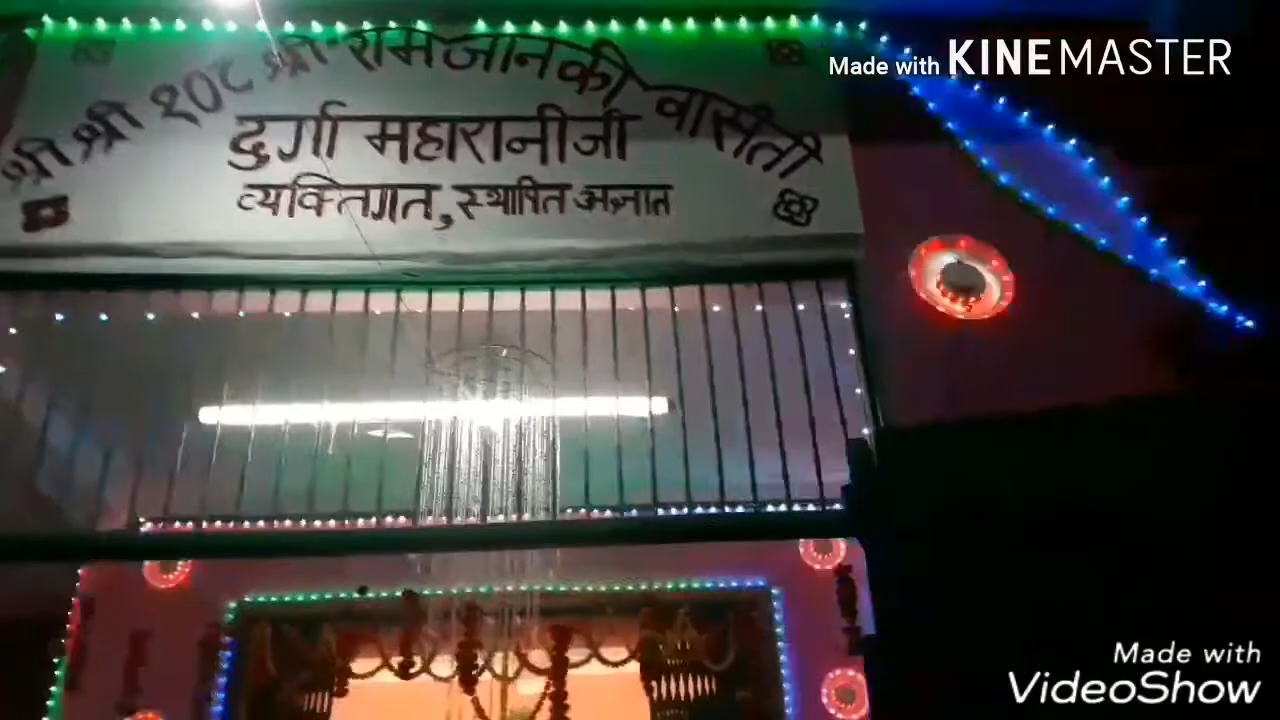 श्री श्री १०८ श्री रामजानकी वासंती
दुर्गा महारानीजी
व्यक्तिगत, स्थापित अज्ञात
Made with KINEMASTER
Made with
VideoShow